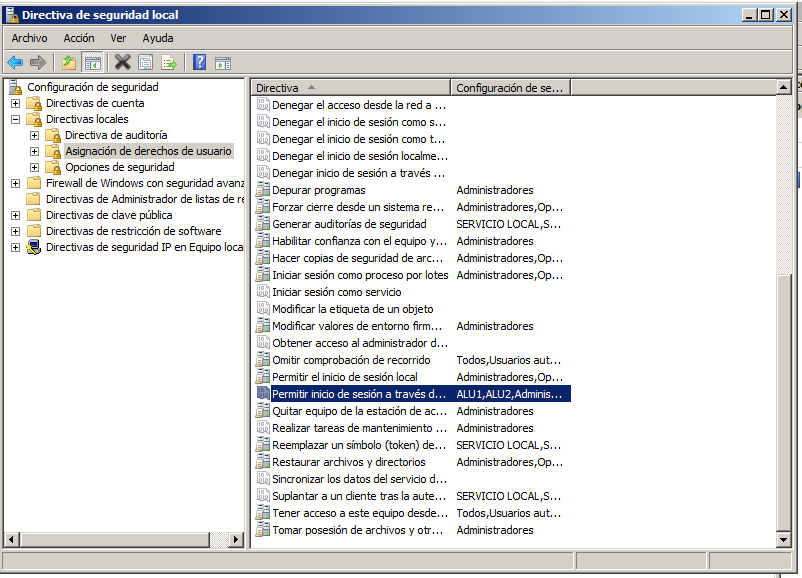 Directiva de seguridad local
Archivo Acción Ver Ayuda
Configuración de seguridad
Directivas de cuenta
Directivas locales
Directiva de auditoría
Asignación de derechos de usuario
Opciones de seguridad
Firewall de Windows con seguridad avanz
Directivas de Administrador de listas de re
Directivas de clave pública
Directivas de restricción de software
Directivas de seguridad IP en Equipo loca
Directiva Configuración de se...
Denegar el acceso desde la red a ...
Denegar el inicio de sesión como s...
Denegar el inicio de sesión como t...
Denegar el inicio de sesión localme...
Denegar inicio de sesión a través ...
Depurar programas Administradores
Forzar cierre desde un sistema re... Administradores,Op...
Generar auditorías de seguridad SERVICIO LOCAL,S...
Habilitar confianza con el equipo y... Administradores
Hacer copias de seguridad de arc... Administradores,Op...
Iniciar sesión como proceso por lotes Administradores,Op...
Iniciar sesión como servicio
Modificar la etiqueta de un objeto
Modificar valores de entorno firm... Administradores
Obtener acceso al administrador d...
Omitir comprobación de recorrido Todos,Usuarios aut...
Permitir el inicio de sesión local Administradores,Op...
Permitir inicio de sesión a través d... ALU1,ALU2,Adminis...
Quitar equipo de la estación de ac... Administradores
Realizar tareas de mantenimiento ... Administradores
Reemplazar un símbolo (token) de... SERVICIO LOCAL,S...
Restaurar archivos y directorios Administradores,Op...
Sincronizar los datos del servicio d...
Suplantar a un cliente tras la aute... SERVICIO LOCAL,S...
Tener acceso a este equipo desde... Todos,Usuarios aut...
Tomar posesión de archivos y otr... Administradores